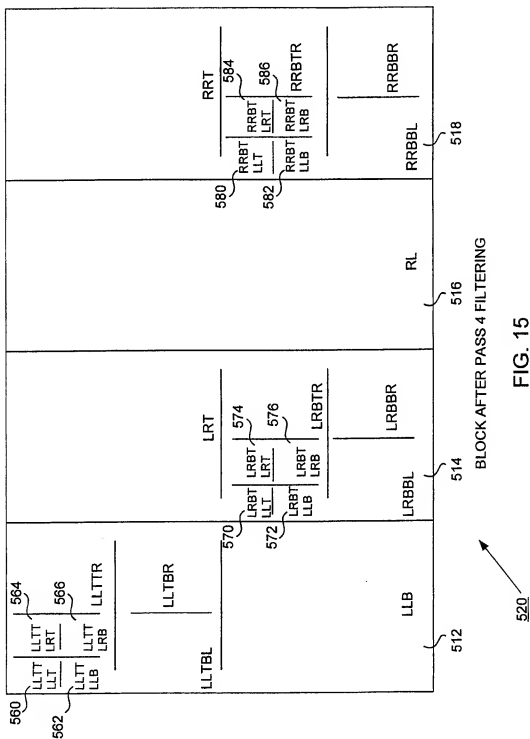 560
LLTT
LLT
LLTT
LRT
564
562
LLTT
LLB
LLTT
LRB
566
LLTTR
LLTBL
LLTBR
LLB
512
LRT
570
LRBT
LLT
LRBT
LRT
574
572
LRBT
LLB
LRBT
LRB
576
LRBTR
LRBBL
LRBBR
514
RL
516
RRT
580
RRBT
LLT
RRBT
LRT
584
582
RRBT
LLB
RRBT
LRB
586
RRBTR
RRBBL
RRBBR
518
520
BLOCK AFTER PASS 4 FILTERING
FIG. 15